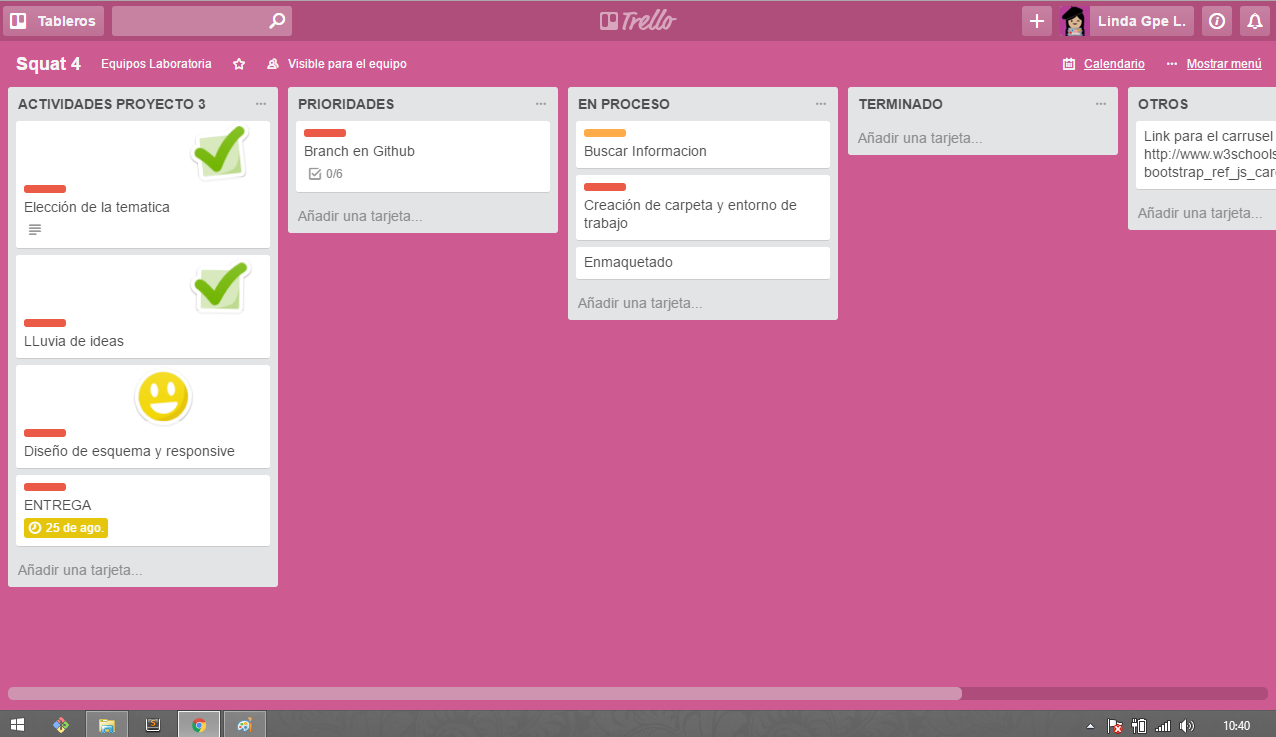 Tableros
Trello
Linda Gpe L.
Squat 4
Equipos Laboratoria
Visible para el equipo
Calendario
Mostrar menú
ACTIVIDADES PROYECTO 3
Elección de la tematica
LLuvia de ideas
Diseño de esquema y responsive
ENTREGA
25 de ago.
Añadir una tarjeta...
PRIORIDADES
Branch en Github
0/6
Añadir una tarjeta...
EN PROCESO
Buscar Informacion
Creación de carpeta y entorno de
trabajo
Enmaquetado
Añadir una tarjeta...
TERMINADO
Añadir una tarjeta...
OTROS
Link para el carrusel
http://www.w3schools
bootstrap_ref_js_car
Añadir una tarjeta...
10:40